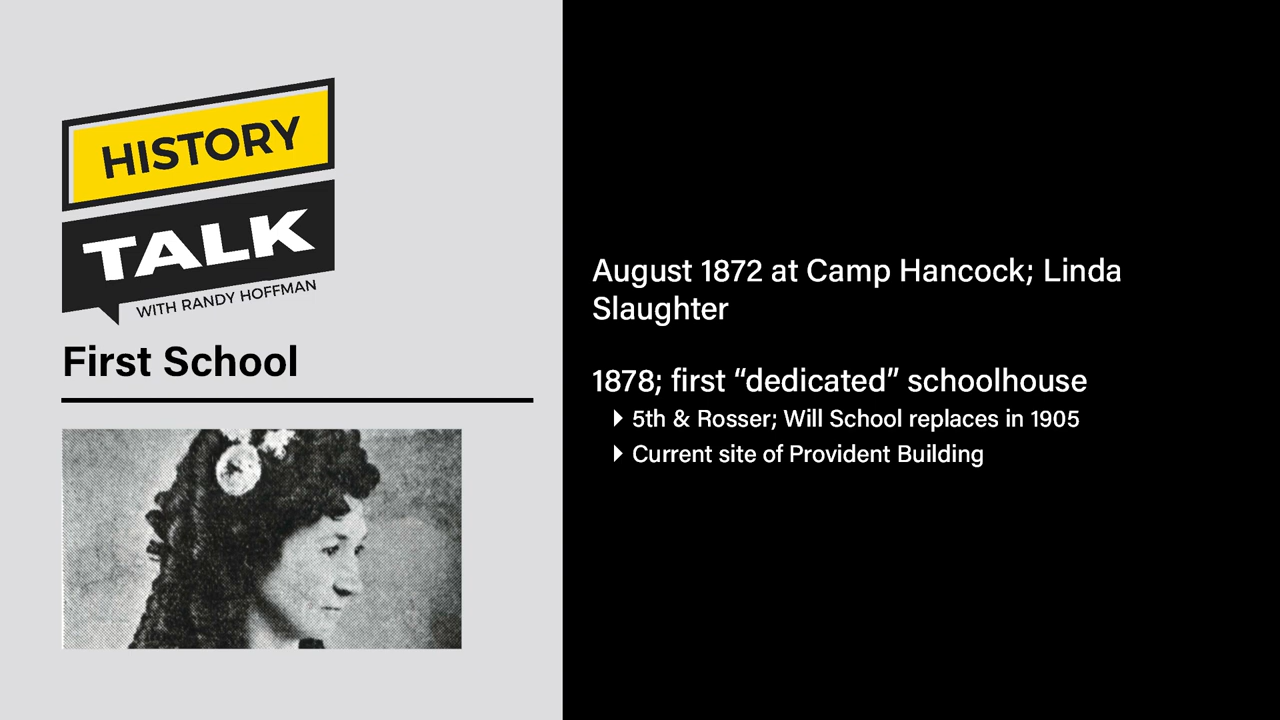 HISTORY
TALK
WITH RANDY HOFFMAN
First School
August 1872 at Camp Hancock; Linda
Slaughter
1878; first “dedicated” schoolhouse
5th & Rosser; Will School replaces in 1905
Current site of Provident Building